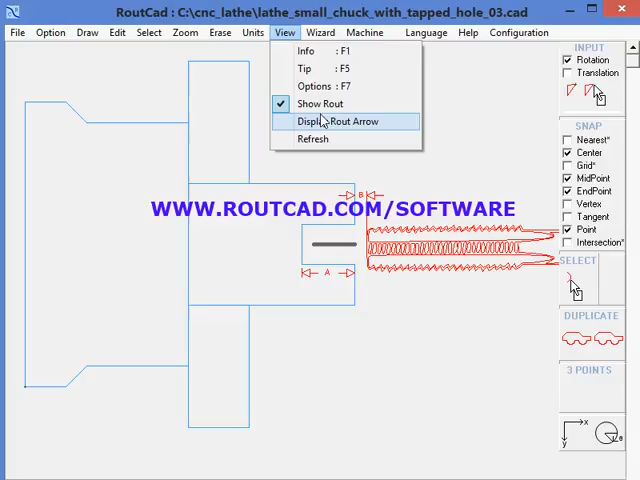 RoutCad : C:\cnc_lathe\lathe_small_chuck_with_tapped_hole_03.cad
File Option Draw Edit Select Zoom Erase Units View Wizard Machine Language Help Configuration
Info : F1
Tip : F5
Options : F7
Show Rout
Display Rout Arrow
Refresh
INPUT
Rotation
Translation
SNAP
Nearest*
Center
Grid*
MidPoint
EndPoint
Vertex
Tangent
Point
Intersection*
SELECT
DUPLICATE
3 POINTS
x
y
B
WWW.ROUTCAD.COM/SOFTWARE
A